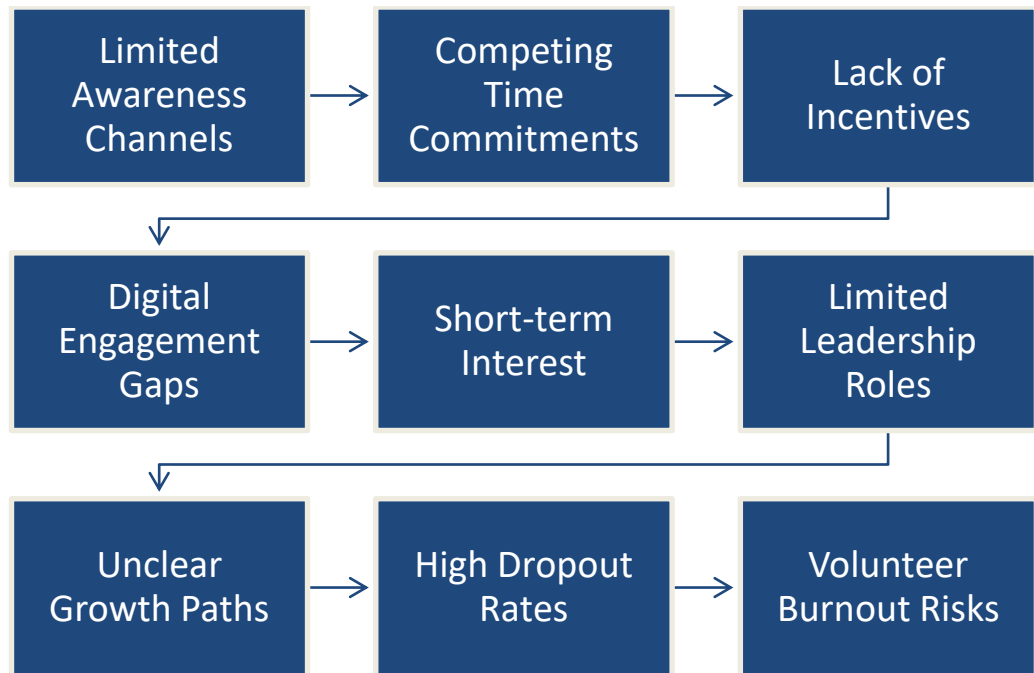 Limited
Awareness
Channels
Competing
Time
Commitments
Lack of
Incentives
Digital
Engagement
Gaps
Short-term
Interest
Limited
Leadership
Roles
Unclear
Growth Paths
High Dropout
Rates
Volunteer
Burnout Risks